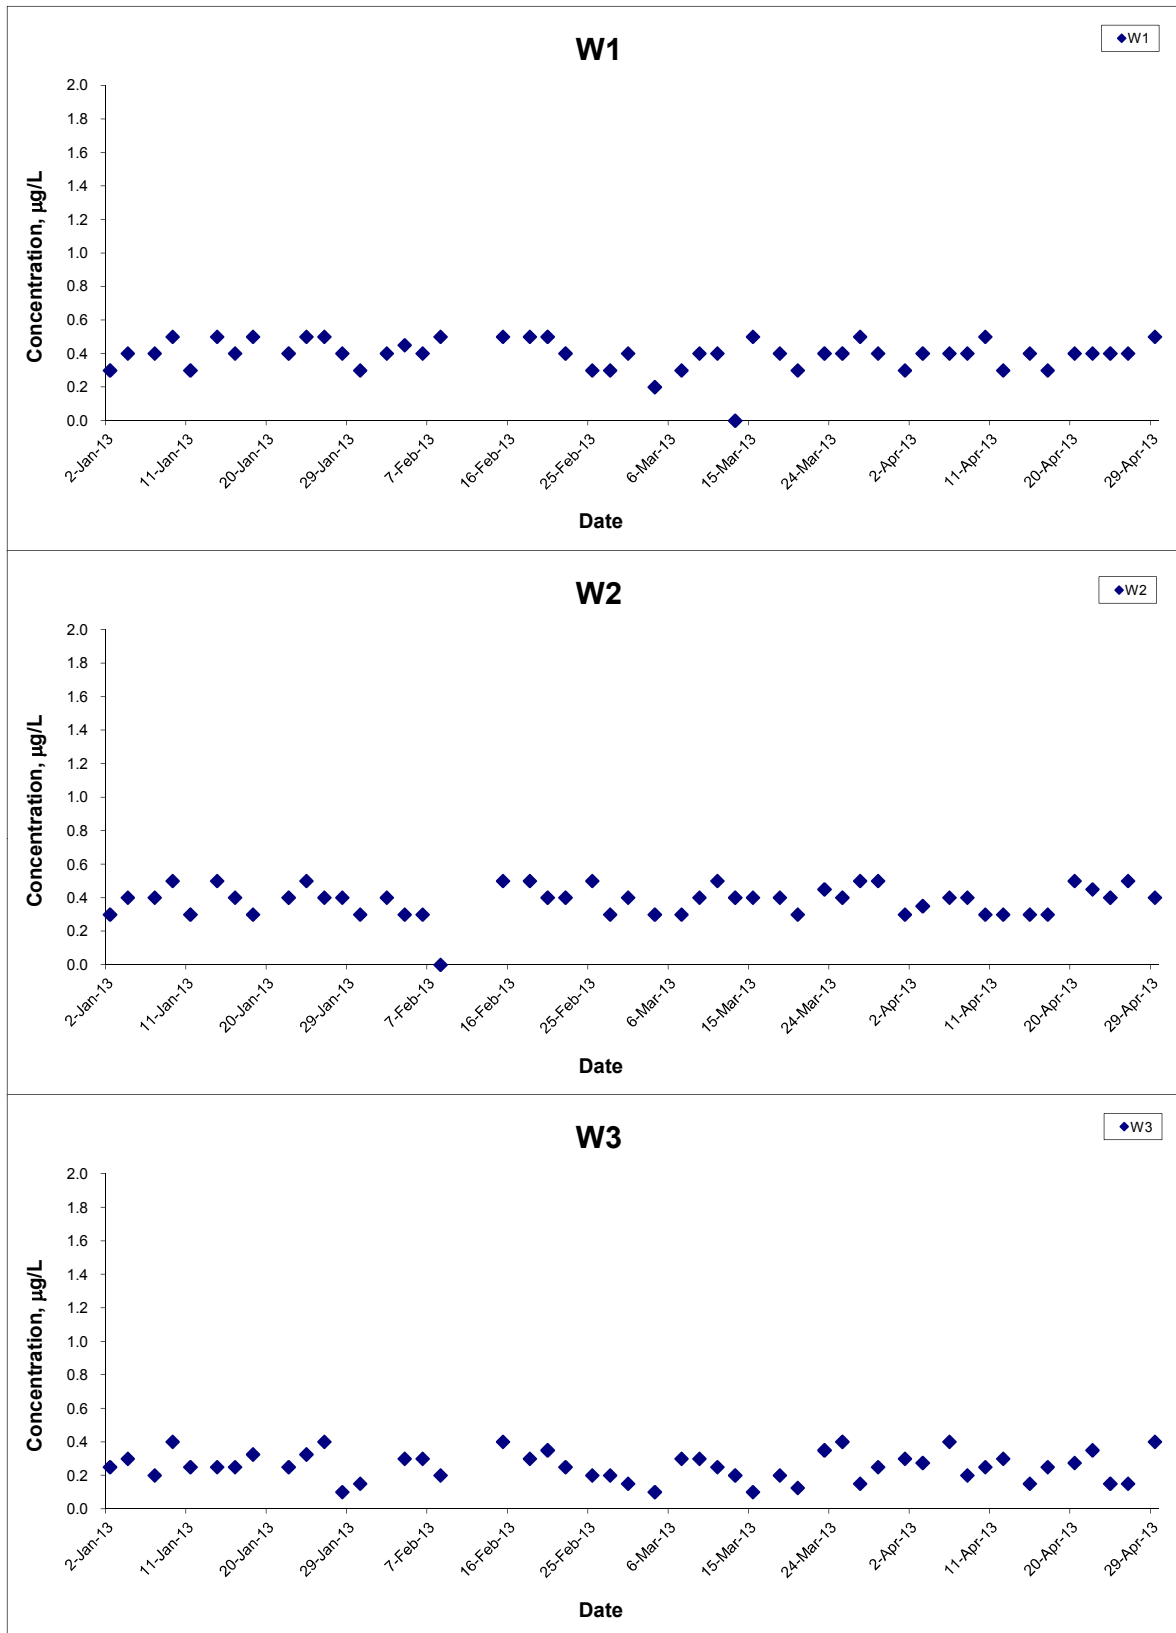 W1
W1
2.0
1.8
1.6
1.4
1.2
1.0
0.8
0.6
0.4
0.2
0.0
Concentration, µg/L
2-Jan-13
11-Jan-13
20-Jan-13
29-Jan-13
7-Feb-13
16-Feb-13
25-Feb-13
6-Mar-13
15-Mar-13
24-Mar-13
2-Apr-13
11-Apr-13
20-Apr-13
29-Apr-13
Date
W2
W2
2.0
1.8
1.6
1.4
1.2
1.0
0.8
0.6
0.4
0.2
0.0
Concentration, µg/L
2-Jan-13
11-Jan-13
20-Jan-13
29-Jan-13
7-Feb-13
16-Feb-13
25-Feb-13
6-Mar-13
15-Mar-13
24-Mar-13
2-Apr-13
11-Apr-13
20-Apr-13
29-Apr-13
Date
W3
W3
2.0
1.8
1.6
1.4
1.2
1.0
0.8
0.6
0.4
0.2
0.0
Concentration, µg/L
2-Jan-13
11-Jan-13
20-Jan-13
29-Jan-13
7-Feb-13
16-Feb-13
25-Feb-13
6-Mar-13
15-Mar-13
24-Mar-13
2-Apr-13
11-Apr-13
20-Apr-13
29-Apr-13
Date